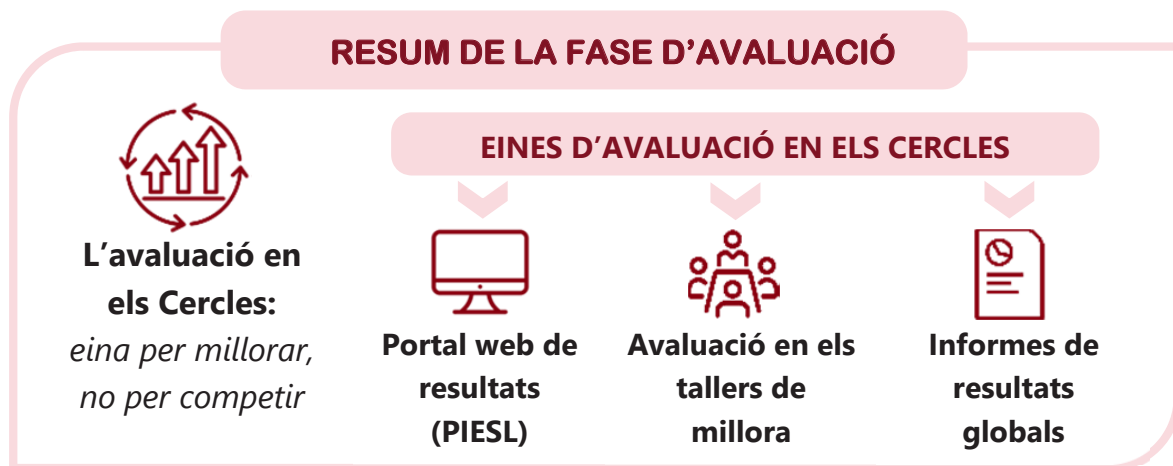 RESUM DE LA FASE D'AVALUACIÓ
EINES D'AVALUACIÓ EN ELS CERCLES
L'avaluació en
els Cercles:
eina per millorar,
no per competir
Portal web de
resultats
(PIESL)
Avaluació en els
tallers de
millora
Informes de
resultats
globals